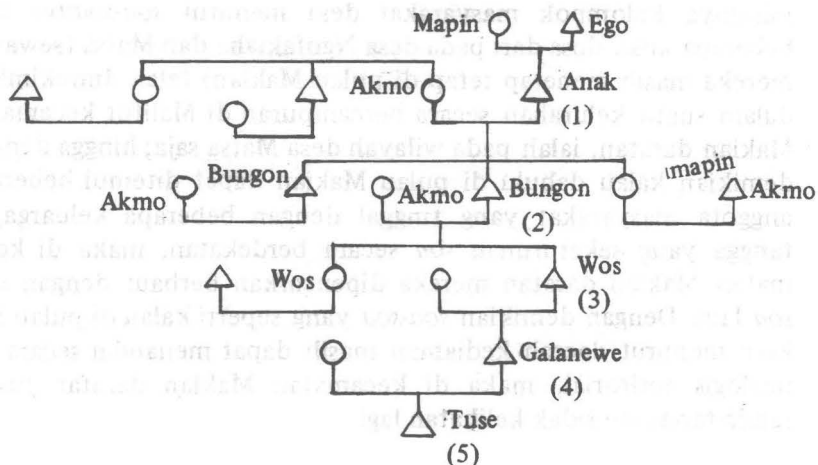 Mapin Ego
Akmo Anak
(1)
Bungon mapin
Akmo Akmo Bungon Akmo
(2)
Wos Wos
(3)
Galanewe
(4)
Tuse
(5)